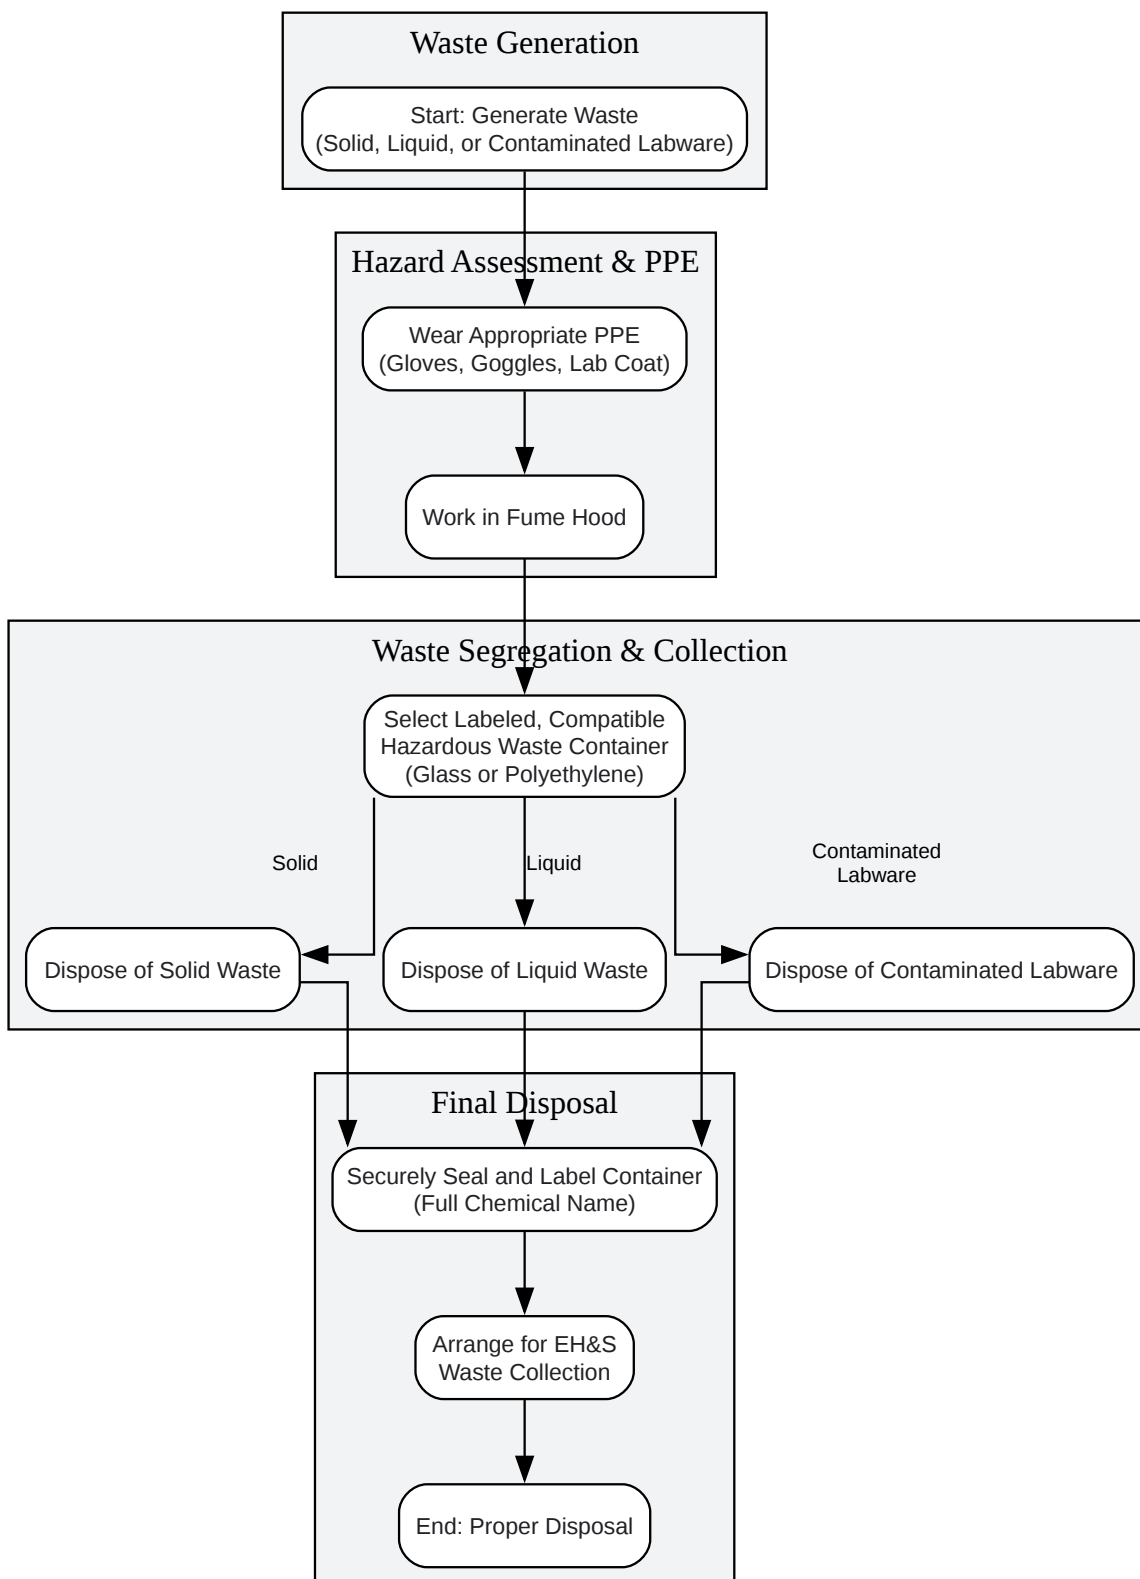 Waste Generation
Start: Generate Waste
(Solid, Liquid, or Contaminated Labware)
Hazard Assessment & PPE
Wear Appropriate PPE
(Gloves, Goggles, Lab Coat)
Work in Fume Hood
Waste Segregation & Collection
Select Labeled, Compatible
Hazardous Waste Container
(Glass or Polyethylene)
Solid
Liquid
Contaminated
Labware
Dispose of Solid Waste
Dispose of Liquid Waste
Dispose of Contaminated Labware
Final Disposal
Securely Seal and Label Container
(Full Chemical Name)
Arrange for EH&S
Waste Collection
End: Proper Disposal